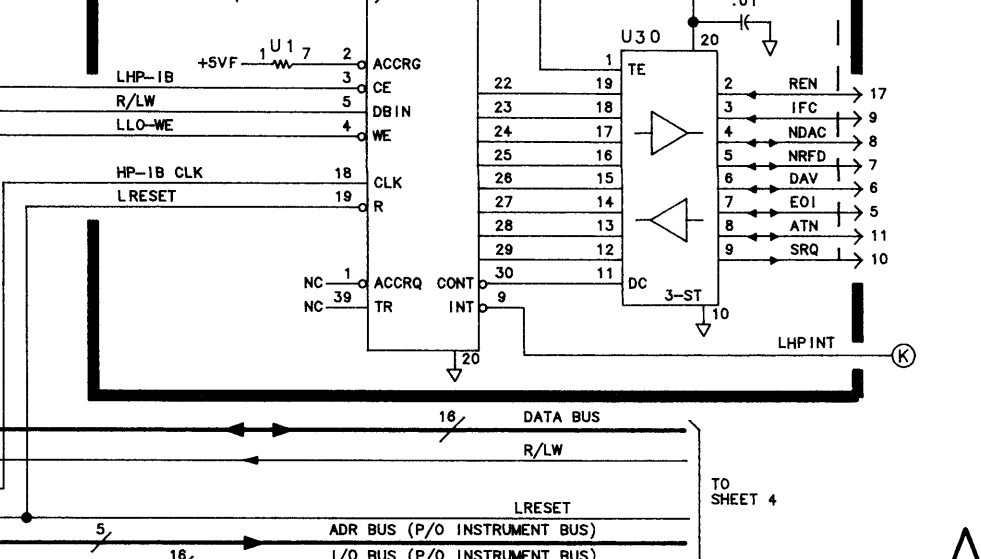 .01
U30
20
U1
+5VF 1 7 2 ACCRG
1 TE
LHP-IB 3 CE
22 19 2 REN 17
R/LW 5 DBIN
23 18 3 IFC 9
LLO-WE 4 WE
24 17 4 NDAC 8
25 16 5 NRFD 7
HP-IB CLK 18 CLK
26 15 6 DAV 6
LRESET 19 R
27 14 7 EOI 5
28 13 8 ATN 11
29 12 9 SRQ 10
NC 1 ACCRQ CONT 30 11 DC
3-ST
NC 39 TR INT 9
10
LHPINT K
20
16 DATA BUS
R/LW
TO
SHEET 4
LRESET
5 ADR BUS (P/O INSTRUMENT BUS)
16 I/O BUS (P/O INSTRUMENT BUS)